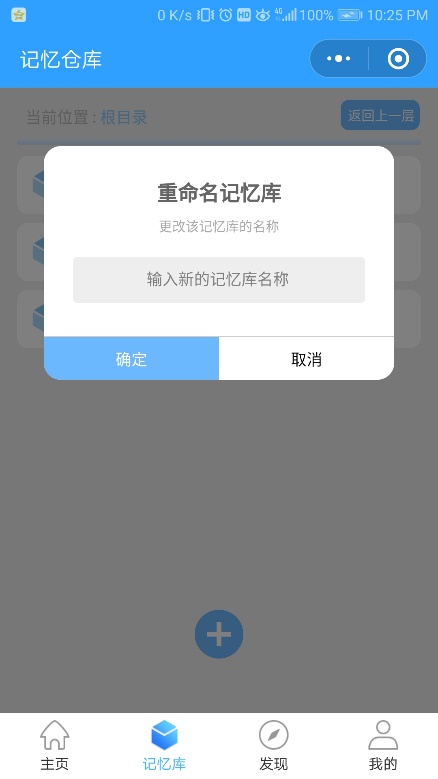 0 K/s HD 4G 100% 10:25 PM
记忆仓库
当前位置 : 根目录
返回上一层
重命名记忆库
更改该记忆库的名称
输入新的记忆库名称
确定
取消
主页
记忆库
发现
我的